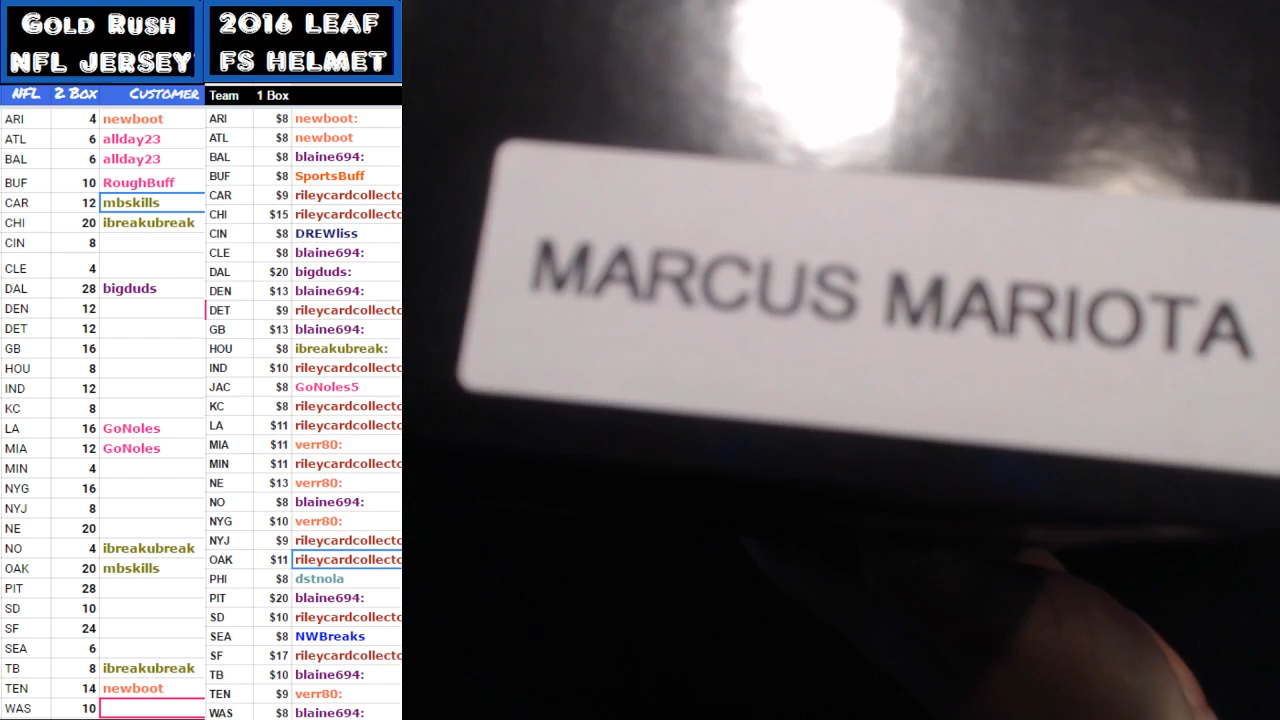 GOLD RUSH
NFL JERSEY
NFL 2 BOX CUSTOMER
ARI 4 newboot
ATL 6 allday23
BAL 6 allday23
BUF 10 RoughBuff
CAR 12 mbskills
CHI 20 ibreakubreak
CIN 8
CLE 4
DAL 28 bigduds
DEN 12
DET 12
GB 16
HOU 8
IND 12
KC 8
LA 16 GoNoles
MIA 12 GoNoles
MIN 4
NYG 16
NYJ 8
NE 20
NO 4 ibreakubreak
OAK 20 mbskills
PIT 28
SD 10
SF 24
SEA 6
TB 8 ibreakubreak
TEN 14 newboot
WAS 10
2016 LEAF
FS HELMET
Team 1 Box
ARI $8 newboot:
ATL $8 newboot
BAL $8 blaine694:
BUF $8 SportsBuff
CAR $9 rileycardcollecto
CHI $15 rileycardcollecto
CIN $8 DREWliss
CLE $8 blaine694:
DAL $20 bigduds:
DEN $13 blaine694:
DET $9 rileycardcollecto
GB $13 blaine694:
HOU $8 ibreakubreak:
IND $10 rileycardcollecto
JAC $8 GoNoles5
KC $8 rileycardcollecto
LA $11 rileycardcollecto
MIA $11 verr80:
MIN $11 rileycardcollecto
NE $13 verr80:
NO $8 blaine694:
NYG $10 verr80:
NYJ $9 rileycardcollecto
OAK $11 rileycardcollecto
PHI $8 dstnola
PIT $20 blaine694:
SD $10 rileycardcollecto
SEA $8 NWBreaks
SF $17 rileycardcollecto
TB $10 blaine694:
TEN $9 verr80:
WAS $8 blaine694:
MARCUS MARIOTA